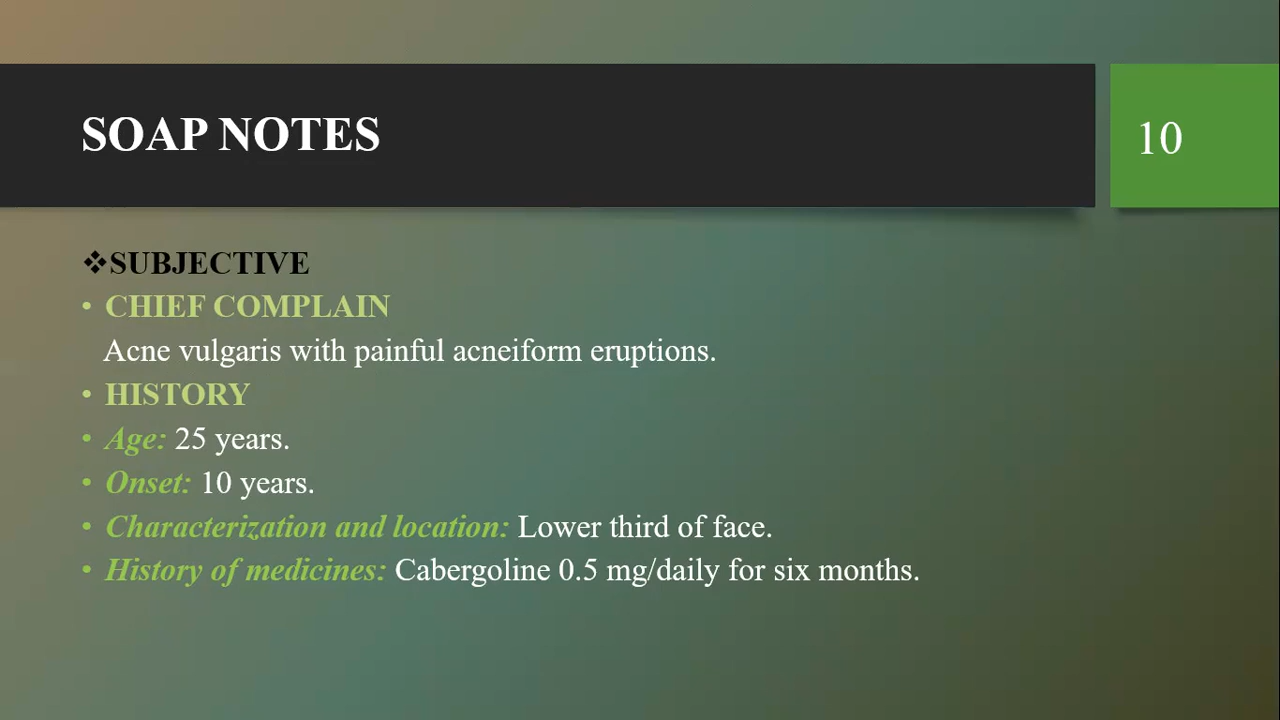 SOAP NOTES
10
❖SUBJECTIVE
• CHIEF COMPLAIN
Acne vulgaris with painful acneiform eruptions.
• HISTORY
• Age: 25 years.
• Onset: 10 years.
• Characterization and location: Lower third of face.
• History of medicines: Cabergoline 0.5 mg/daily for six months.